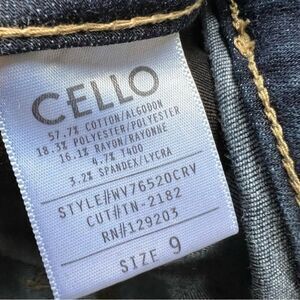 CELLO
57.7% COTTON/ALGODON
18.3% POLYESTER/POLYESTER
16.1% RAYON/RAYONNE
4.7% T400
3.2% SPANDEX/LYCRA
STYLE#WV76520CRV
CUT#TN-2182
RN#129203
SIZE 9